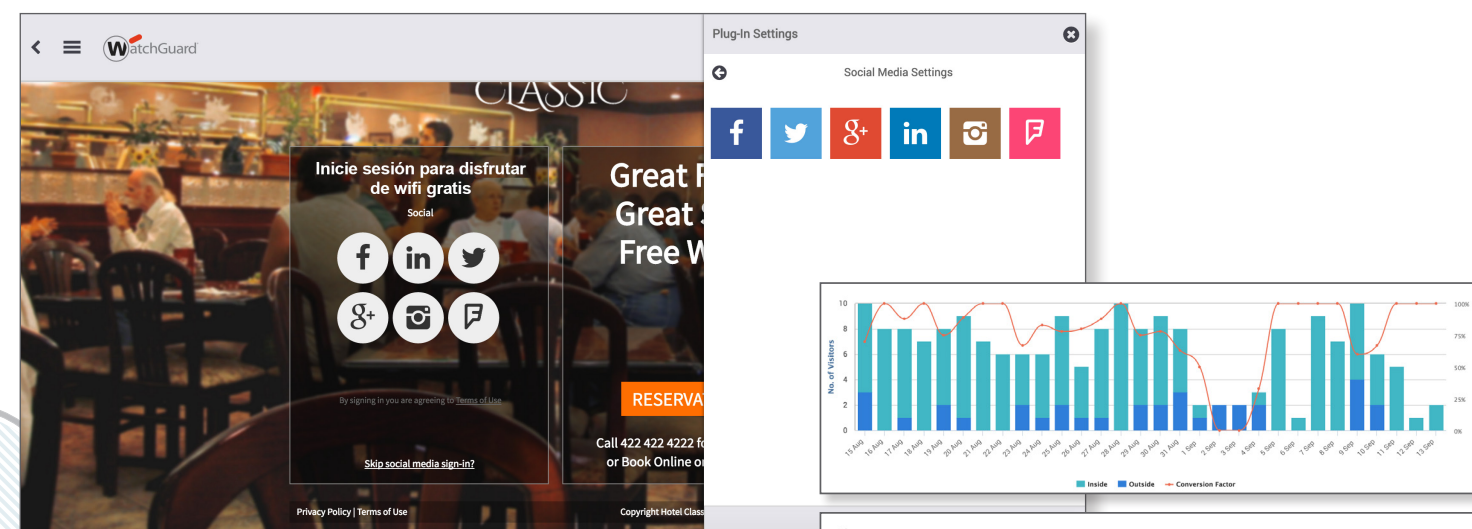 WatchGuard
CLASSIC
Inicie sesión para disfrutar
de wifi gratis
Social
By signing in you are agreeing to Terms of Use
Skip social media sign-in?
Privacy Policy | Terms of Use
Great
Great
Free
RESERVA
Call 422 422 4222
or Book Online
Copyright Hotel
Plug-In Settings
Social Media Settings
f
g+
in
f
in
g+
No. of Visitors
10
8
6
4
2
0
100%
75%
50%
25%
0%
15 Aug
16 Aug
17 Aug
18 Aug
19 Aug
20 Aug
21 Aug
22 Aug
23 Aug
24 Aug
25 Aug
26 Aug
27 Aug
28 Aug
29 Aug
30 Aug
31 Aug
1 Sep
2 Sep
3 Sep
4 Sep
5 Sep
6 Sep
7 Sep
8 Sep
9 Sep
10 Sep
11 Sep
12 Sep
13 Sep
Inside
Outside
Conversion Factor